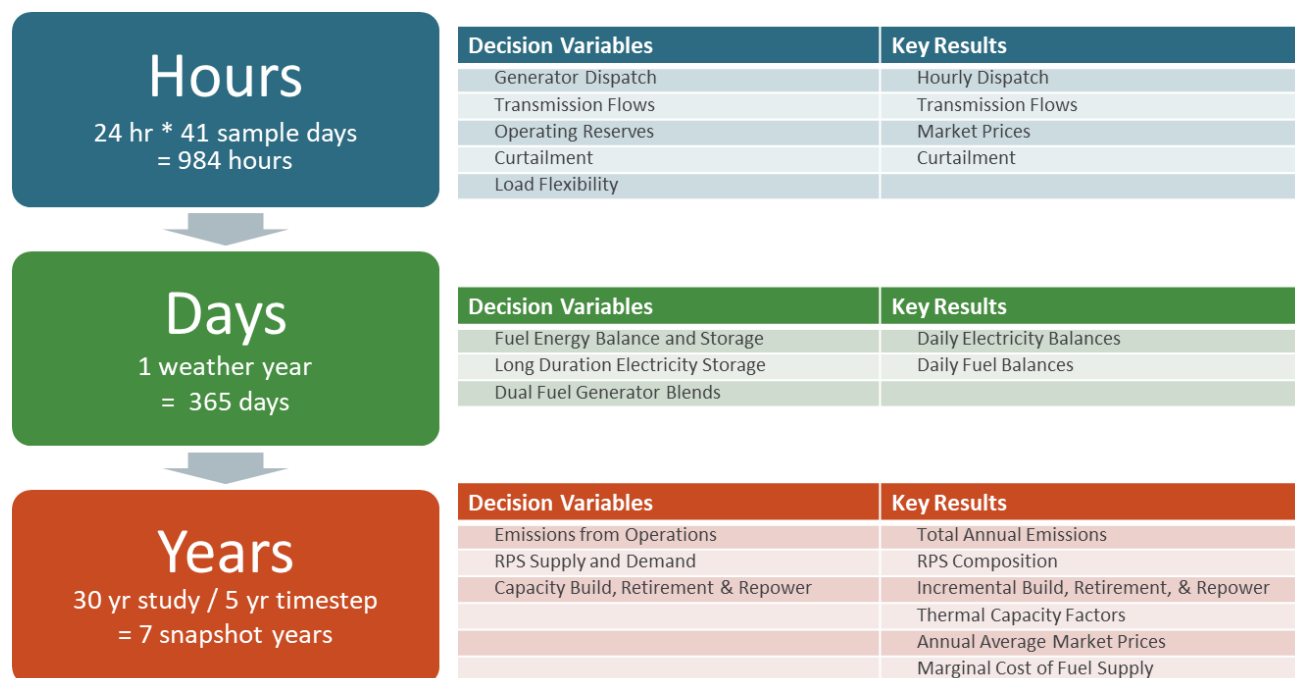 Hours
24 hr * 41 sample days
= 984 hours
Decision Variables Key Results
Generator Dispatch Hourly Dispatch
Transmission Flows Transmission Flows
Operating Reserves Market Prices
Curtailment Curtailment
Load Flexibility
Days
1 weather year
= 365 days
Decision Variables Key Results
Fuel Energy Balance and Storage Daily Electricity Balances
Long Duration Electricity Storage Daily Fuel Balances
Dual Fuel Generator Blends
Years
30 yr study / 5 yr timestep
= 7 snapshot years
Decision Variables Key Results
Emissions from Operations Total Annual Emissions
RPS Supply and Demand RPS Composition
Capacity Build, Retirement & Repower Incremental Build, Retirement, & Repower
Thermal Capacity Factors
Annual Average Market Prices
Marginal Cost of Fuel Supply